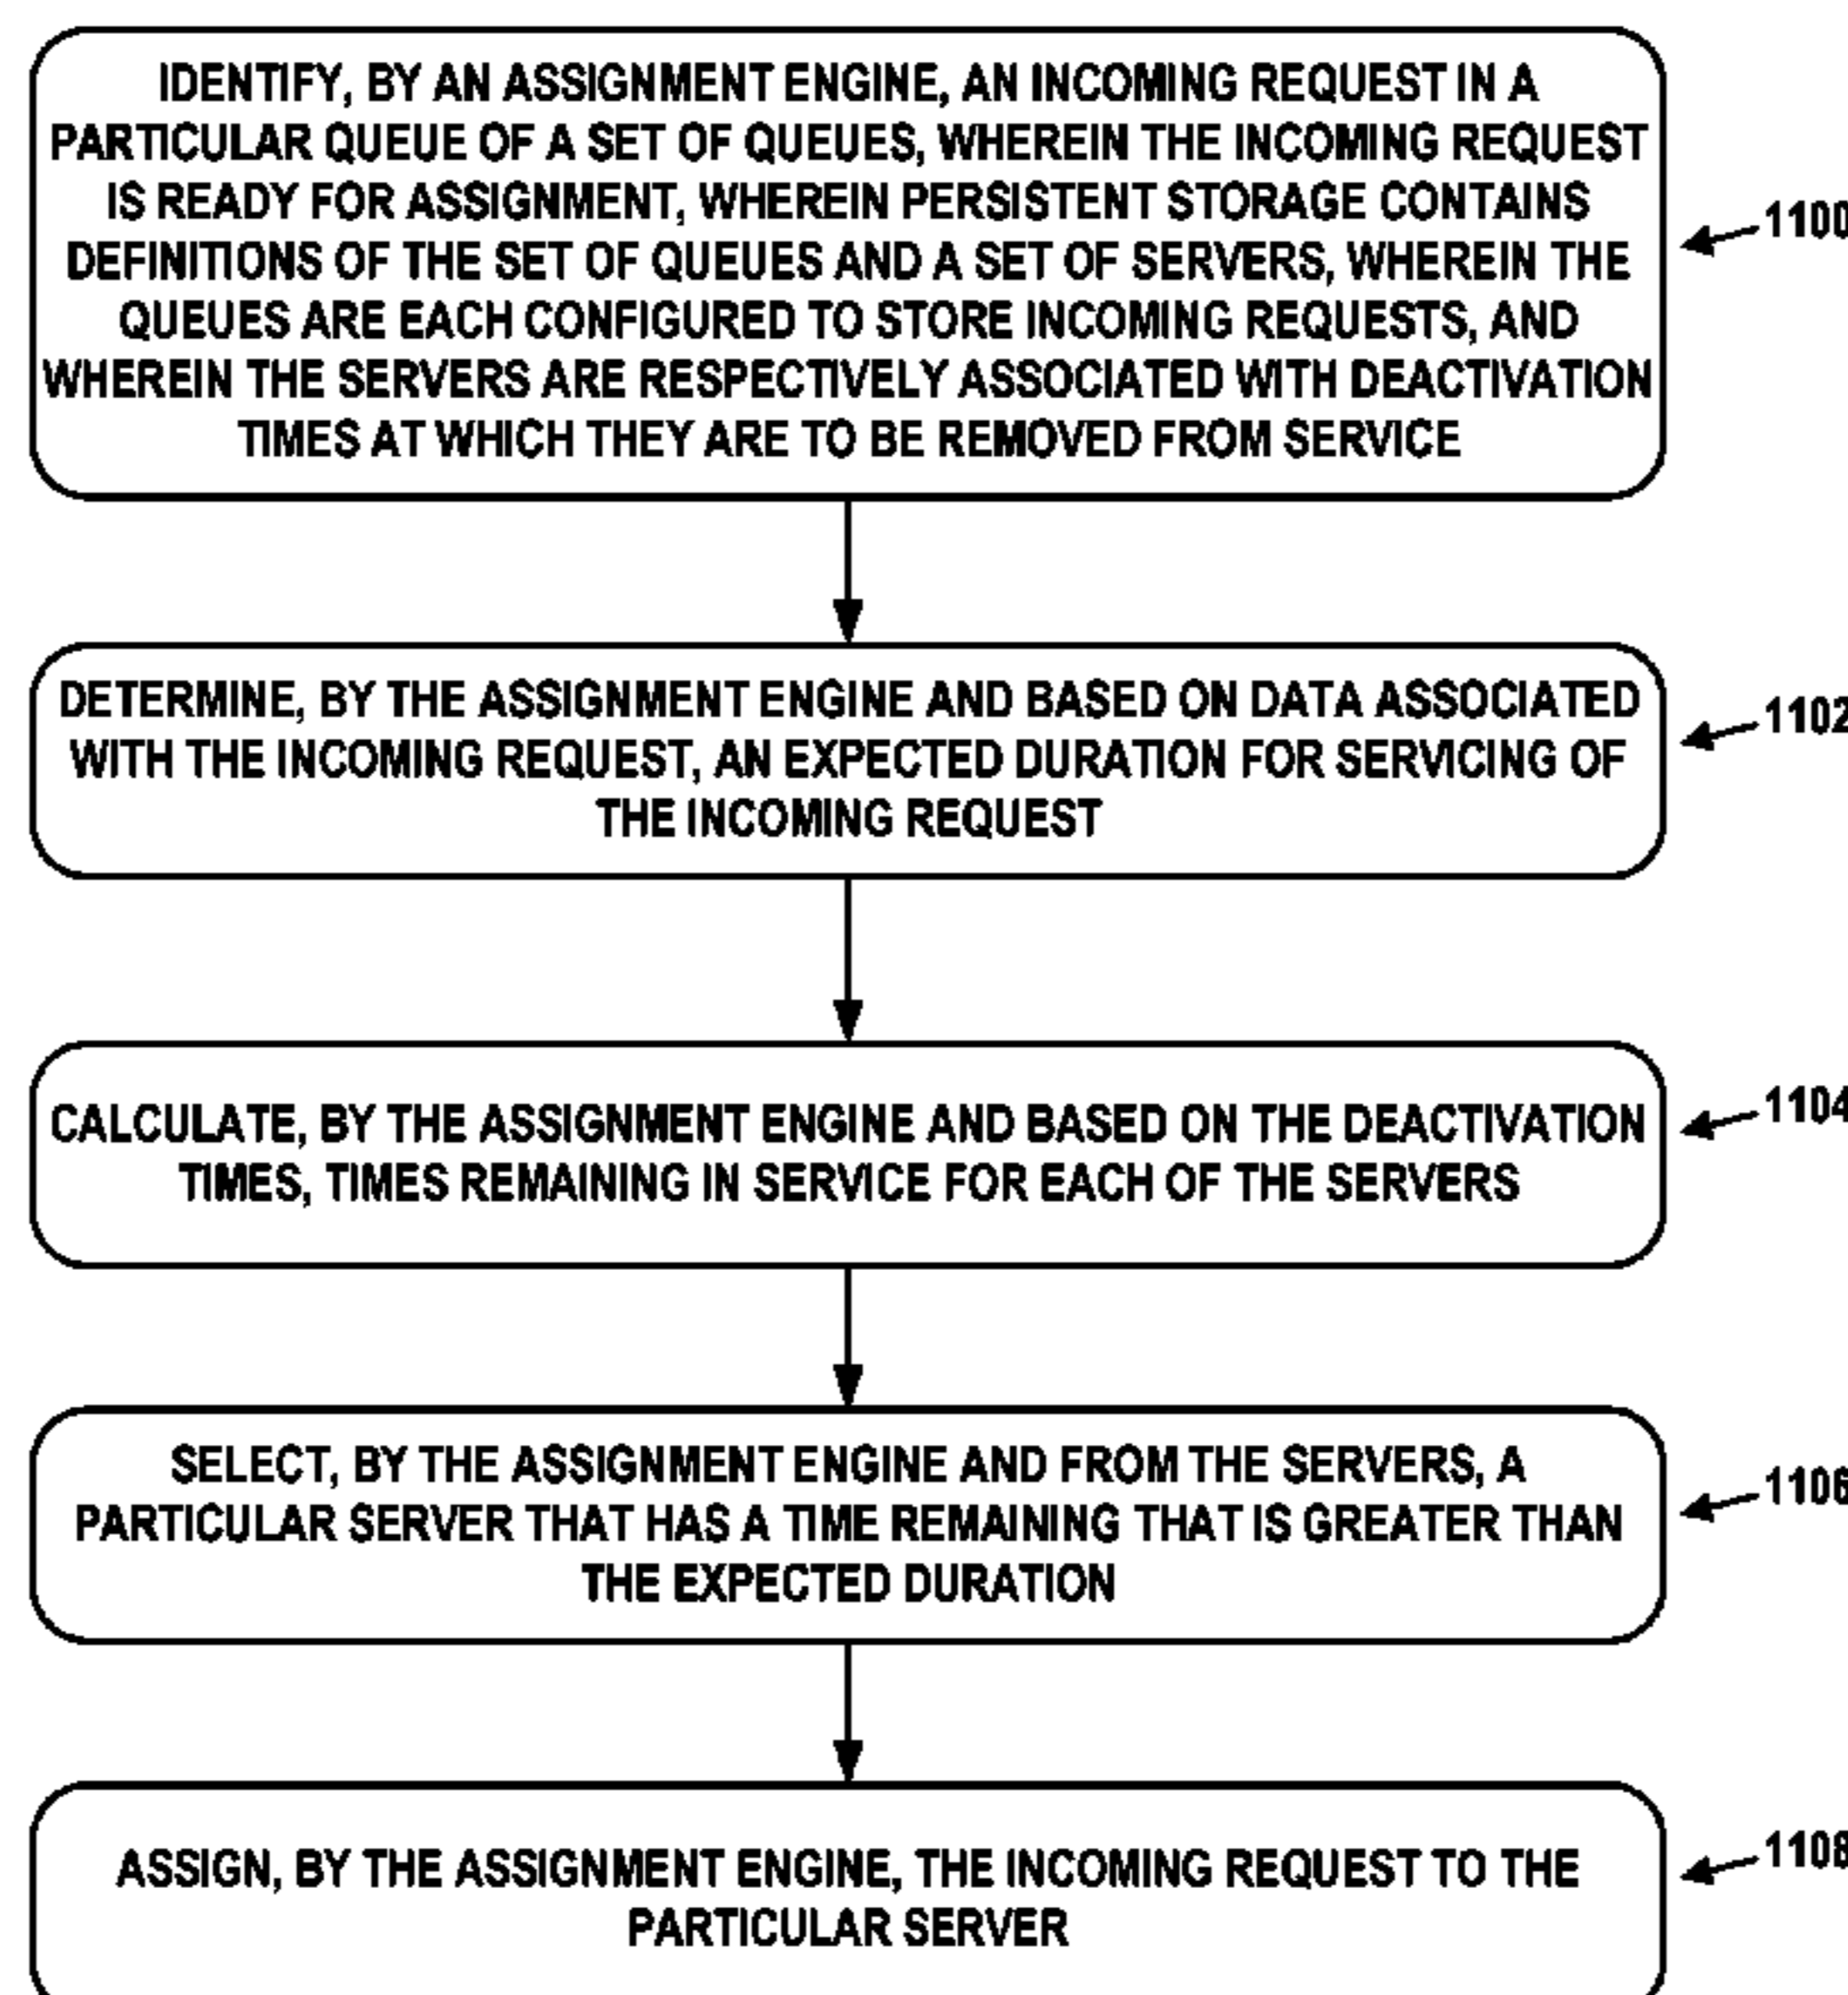 IDENTIFY, BY AN ASSIGNMENT ENGINE, AN INCOMING REQUEST IN A
PARTICULAR QUEUE OF A SET OF QUEUES, WHEREIN THE INCOMING REQUEST
IS READY FOR ASSIGNMENT, WHEREIN PERSISTENT STORAGE CONTAINS
DEFINITIONS OF THE SET OF QUEUES AND A SET OF SERVERS, WHEREIN THE
QUEUES ARE EACH CONFIGURED TO STORE INCOMING REQUESTS, AND
WHEREIN THE SERVERS ARE RESPECTIVELY ASSOCIATED WITH DEACTIVATION
TIMES AT WHICH THEY ARE TO BE REMOVED FROM SERVICE
1100
DETERMINE, BY THE ASSIGNMENT ENGINE AND BASED ON DATA ASSOCIATED
WITH THE INCOMING REQUEST, AN EXPECTED DURATION FOR SERVICING OF
THE INCOMING REQUEST
1102
CALCULATE, BY THE ASSIGNMENT ENGINE AND BASED ON THE DEACTIVATION
TIMES, TIMES REMAINING IN SERVICE FOR EACH OF THE SERVERS
1104
SELECT, BY THE ASSIGNMENT ENGINE AND FROM THE SERVERS, A
PARTICULAR SERVER THAT HAS A TIME REMAINING THAT IS GREATER THAN
THE EXPECTED DURATION
1106
ASSIGN, BY THE ASSIGNMENT ENGINE, THE INCOMING REQUEST TO THE
PARTICULAR SERVER
1108